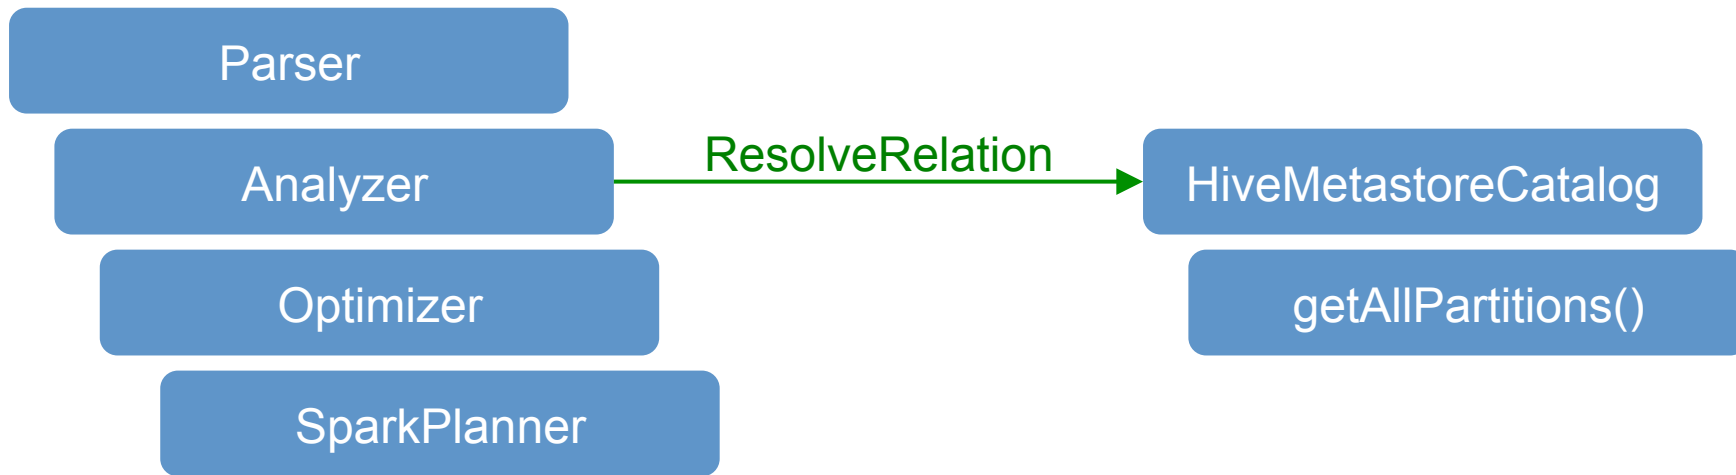 Parser
Analyzer
ResolveRelation
HiveMetastoreCatalog
Optimizer
getAllPartitions()
SparkPlanner